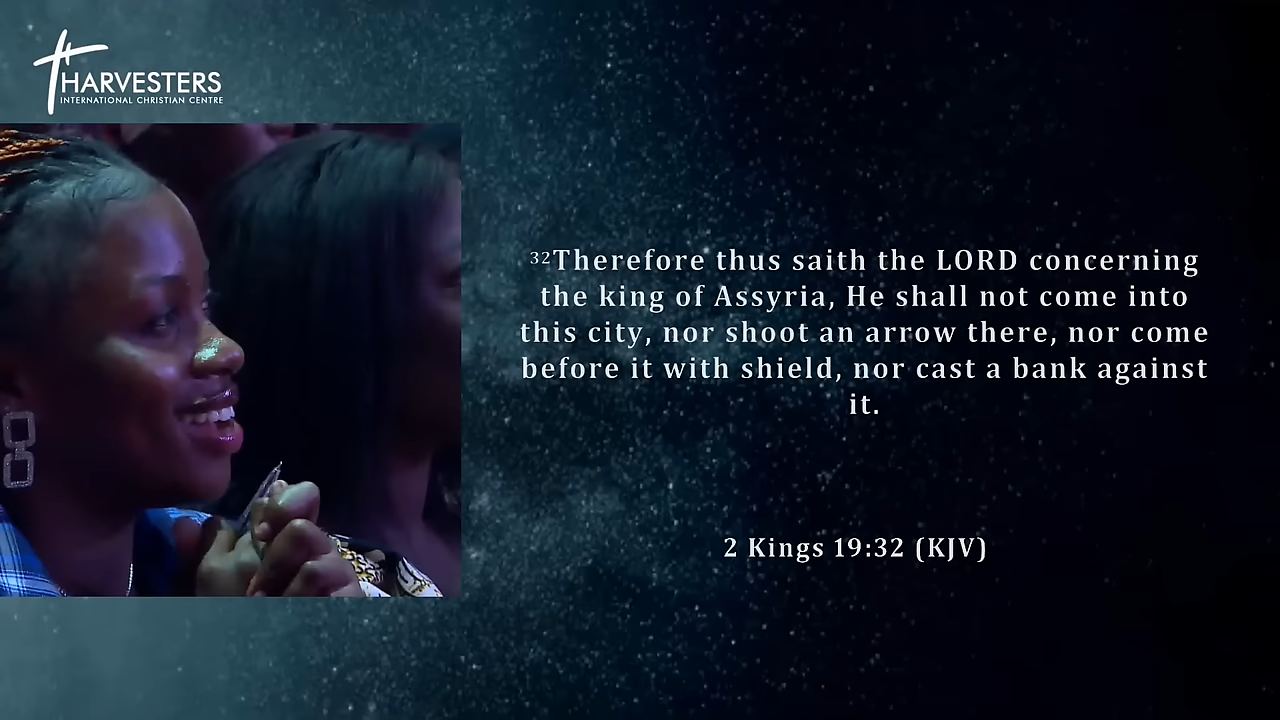 HARVESTERS
INTERNATIONAL CHRISTIAN CENTRE
32Therefore thus saith the LORD concerning
the king of Assyria, He shall not come into
this city, nor shoot an arrow there, nor come
before it with shield, nor cast a bank against
it.
2 Kings 19:32 (KJV)